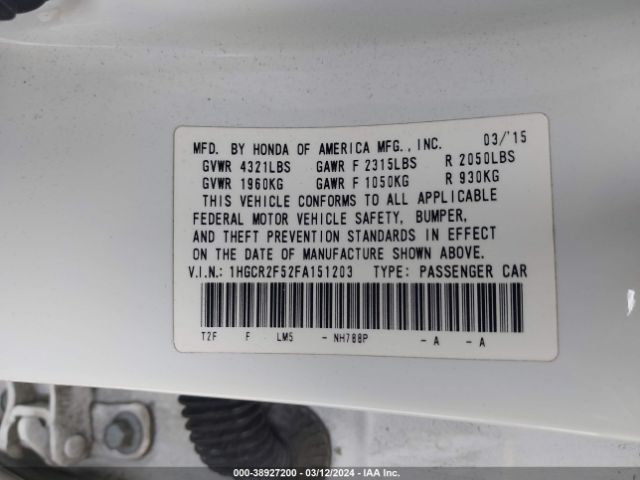 MFD. BY HONDA OF AMERICA MFG., INC. 03/'15
GVWR 4321LBS GAWR F 2315LBS R 2050LBS
GVWR 1960KG GAWR F 1050KG R 930KG
THIS VEHICLE CONFORMS TO ALL APPLICABLE
FEDERAL MOTOR VEHICLE SAFETY, BUMPER,
AND THEFT PREVENTION STANDARDS IN EFFECT
ON THE DATE OF MANUFACTURE SHOWN ABOVE.
V.I.N.: 1HGCR2F52FA151203 TYPE: PASSENGER CAR
T2F F LM5 - NH788P - A - A
000-38927200 - 03/12/2024 - IAA Inc.